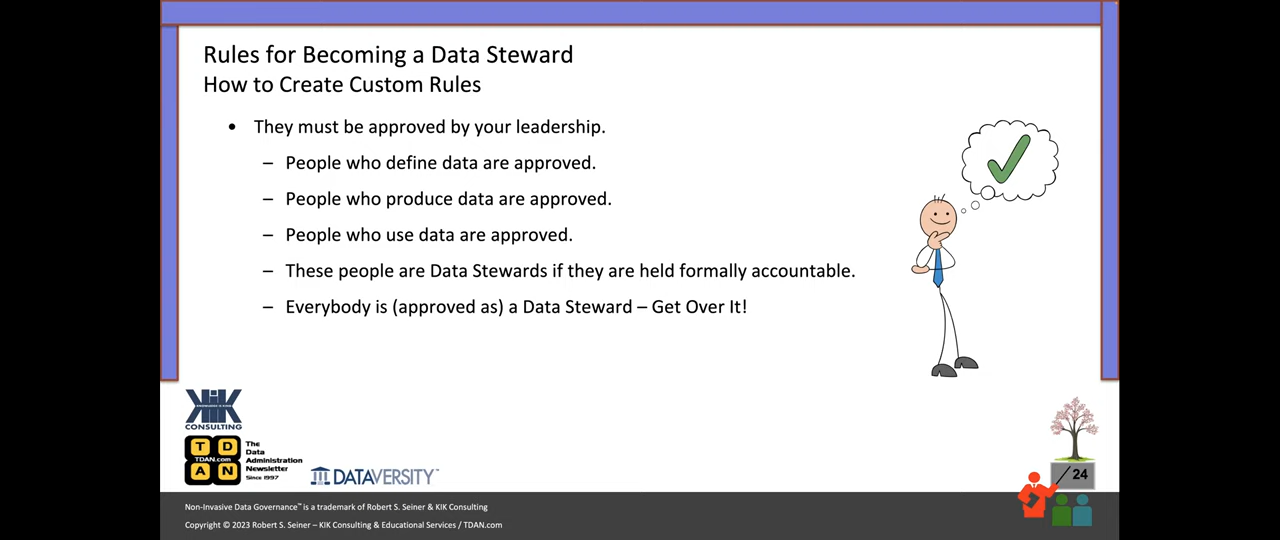 Rules for Becoming a Data Steward
How to Create Custom Rules
• They must be approved by your leadership.
– People who define data are approved.
– People who produce data are approved.
– People who use data are approved.
– These people are Data Stewards if they are held formally accountable.
– Everybody is (approved as) a Data Steward – Get Over It!
KIK
CONSULTING
T D
TDAN.com
A N
The
Data
Administration
Newsletter
Since 1997
DATAVERSITY™
/ 24
Non-Invasive Data Governance™ is a trademark of Robert S. Seiner & KIK Consulting
Copyright © 2023 Robert S. Seiner – KIK Consulting & Educational Services / TDAN.com